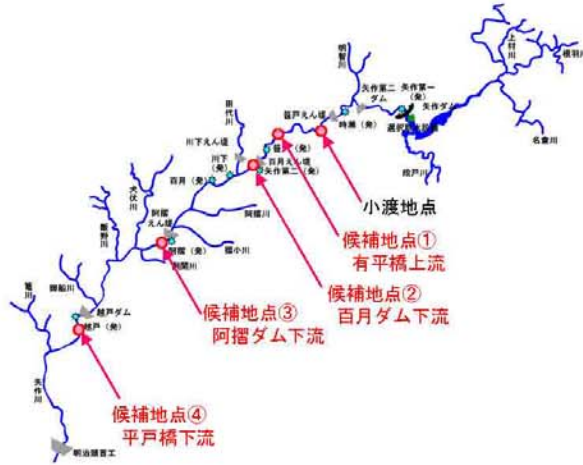 上村川
根羽川
名倉川
明智川
矢作第二
ダム
矢作第一
(発)
矢作ダム
段戸川
笹戸えん堤
時瀬(発)
田代川
川下えん堤
川下
(発)
百月(発)
百月えん堤
矢作第二(発)
小渡地点
候補地点①
有平橋上流
候補地点②
百月ダム下流
候補地点③
阿摺ダム下流
候補地点④
平戸橋下流
犬伏川
阿摺
えん堤
阿摺(発)
阿摺川
飯野川
御船川
籠川
越戸ダム
越戸(発)
矢作川
明治頭首工